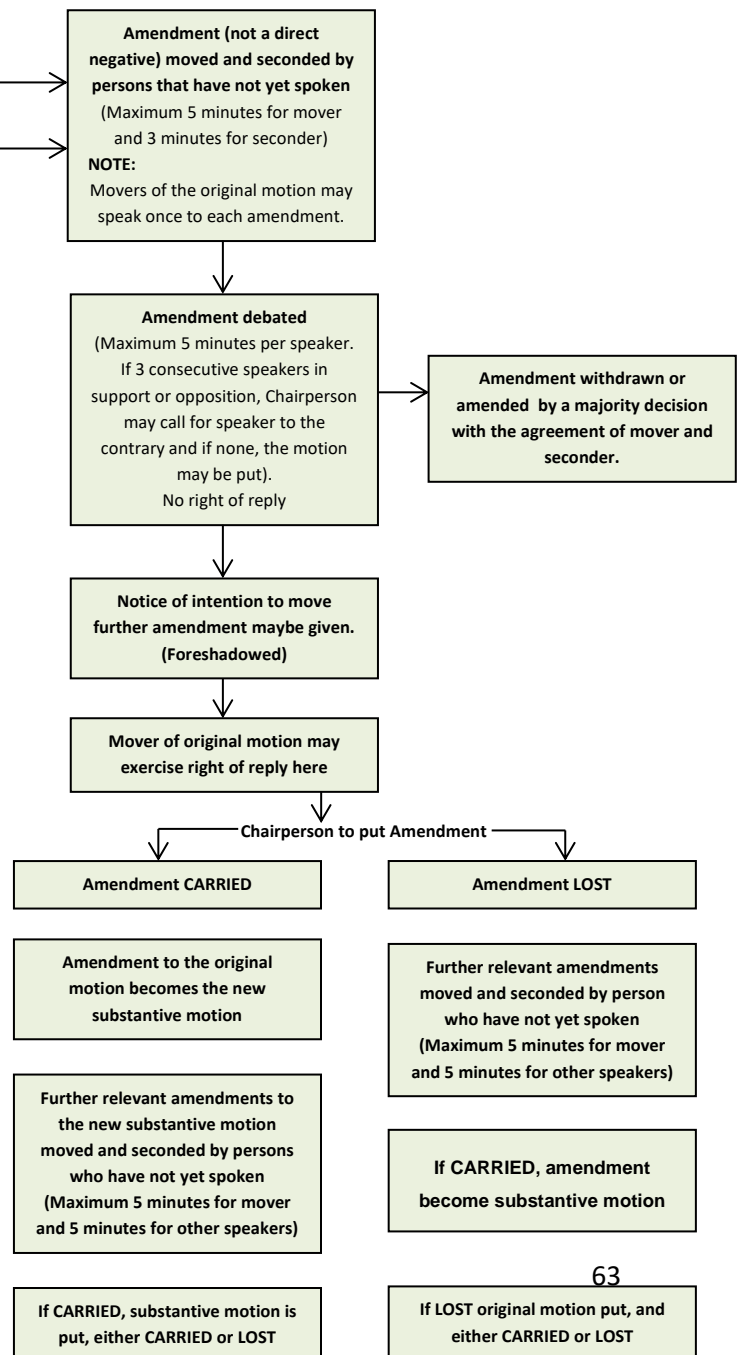 Amendment (not a direct
negative) moved and seconded by
persons that have not yet spoken
(Maximum 5 minutes for mover
and 3 minutes for seconder)
NOTE:
Movers of the original motion may
speak once to each amendment.
Amendment debated
(Maximum 5 minutes per speaker.
If 3 consecutive speakers in
support or opposition, Chairperson
may call for speaker to the
contrary and if none, the motion
may be put).
No right of reply
Amendment withdrawn or
amended by a majority decision
with the agreement of mover and
seconder.
Notice of intention to move
further amendment maybe given.
(Foreshadowed)
Mover of original motion may
exercise right of reply here
Chairperson to put Amendment
Amendment CARRIED
Amendment to the original
motion becomes the new
substantive motion
Further relevant amendments to
the new substantive motion
moved and seconded by persons
who have not yet spoken
(Maximum 5 minutes for mover
and 5 minutes for other speakers)
If CARRIED, substantive motion is
put, either CARRIED or LOST
Amendment LOST
Further relevant amendments
moved and seconded by person
who have not yet spoken
(Maximum 5 minutes for mover
and 5 minutes for other speakers)
If CARRIED, amendment
become substantive motion
63
If LOST original motion put, and
either CARRIED or LOST